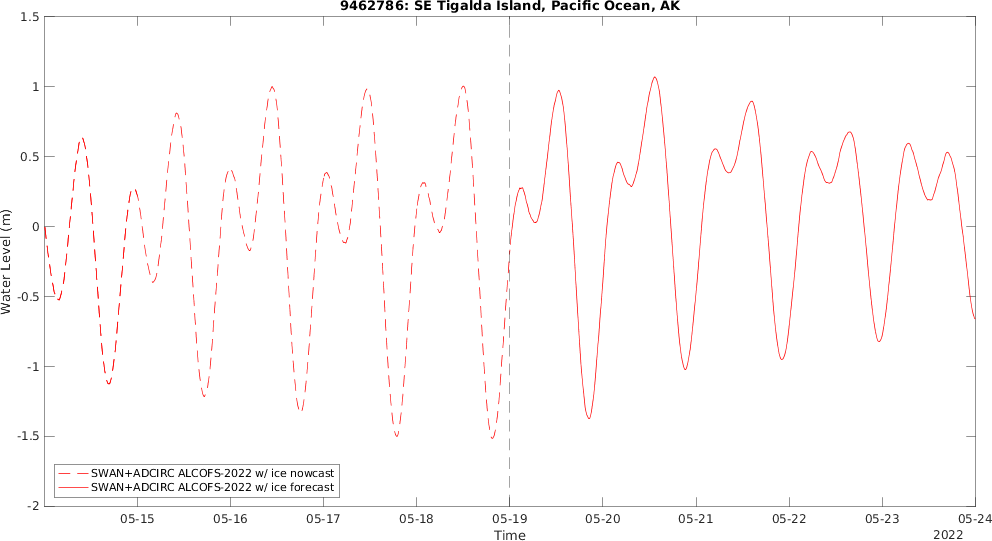 9462786: SE Tigalda Island, Pacific Ocean, AK
1.5
1
0.5
0
-0.5
-1
-1.5
-2
Water Level (m)
SWAN+ADCIRC ALCOFS-2022 w/ ice nowcast
SWAN+ADCIRC ALCOFS-2022 w/ ice forecast
05-15 05-16 05-17 05-18 05-19 05-20 05-21 05-22 05-23 05-24
Time
2022